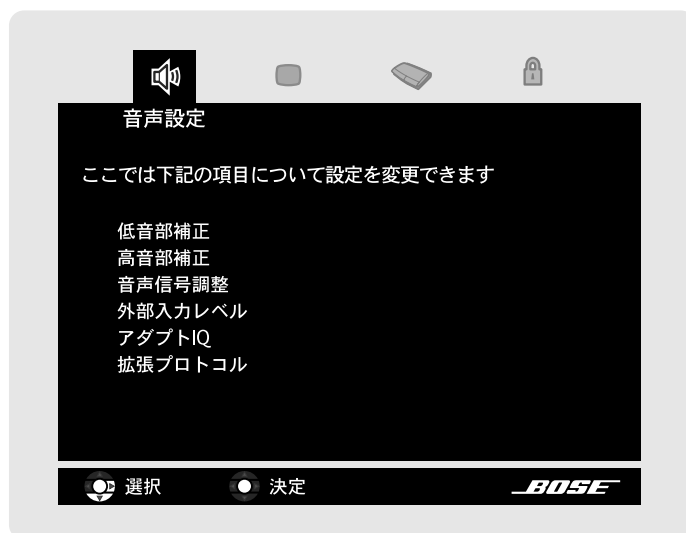 音声設定
ここでは下記の項目について設定を変更できます
低音部補正
高音部補正
音声信号調整
外部入力レベル
アダプトIQ
拡張プロトコル
選択 決定 BOSE